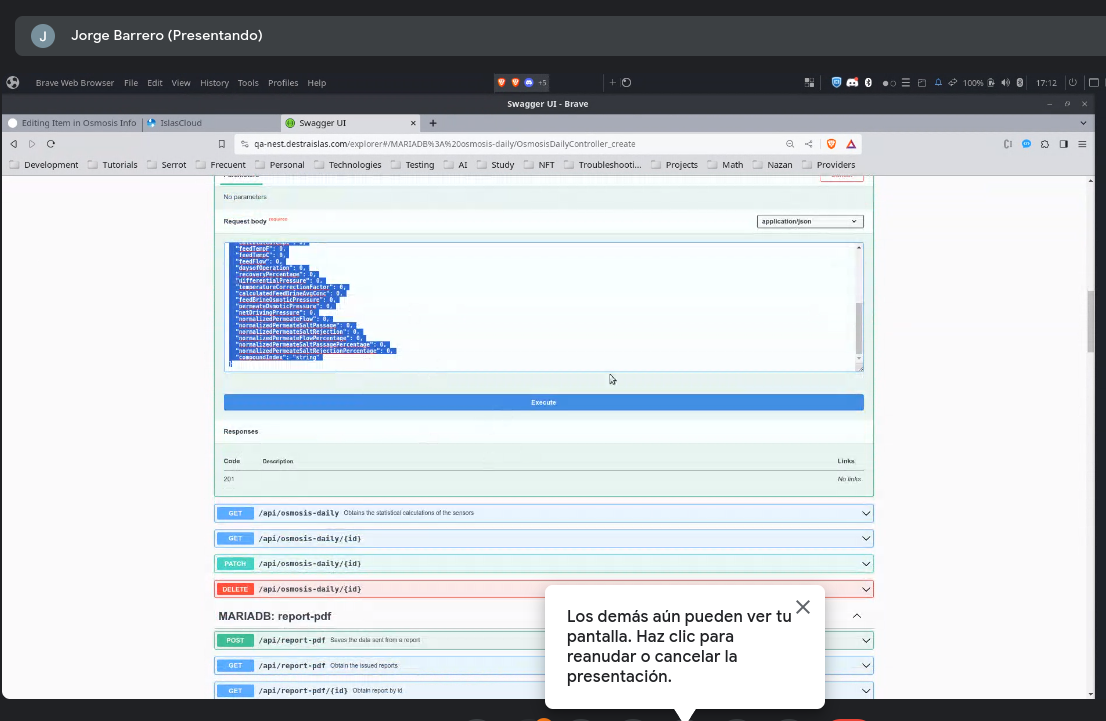 J Jorge Barrero (Presentando)
Brave Web Browser File Edit View History Tools Profiles Help +5 + 100% 17:12
Swagger UI - Brave
Editing Item in Osmosis Info IslasCloud Swagger UI
qa-nest.destraislas.com/explorer#/MARIADB%3A%20osmosis-daily/OsmosisDailyController_create
Development Tutorials Serrot Frecuent Personal Technologies Testing AI Study NFT Troubleshooti... Projects Math Nazan Providers
No parameters
Request body required application/json
"feedTempF": 0,
"feedTempC": 0,
"feedFlow": 0,
"daysofOperation": 0,
"recoveryPercentage": 0,
"differentialPressure": 0,
"temperatureCorrectionFactor": 0,
"calculatedFeedBrineAvgConc": 0,
"feedBrineOsmoticPressure": 0,
"permeateOsmoticPressure": 0,
"netDrivingPressure": 0,
"normalizedPermeateFlow": 0,
"normalizedPermeateSaltPassage": 0,
"normalizedPermeateSaltRejection": 0,
"normalizedPermeateFlowPercentage": 0,
"normalizedPermeateSaltPassagePercentage": 0,
"normalizedPermeateSaltRejectionPercentage": 0,
"compoundIndex": "string"
}
Execute
Responses
Code Description Links
201 No links
GET /api/osmosis-daily Obtains the statistical calculations of the sensors
GET /api/osmosis-daily/{id}
PATCH /api/osmosis-daily/{id}
DELETE /api/osmosis-daily/{id}
MARIADB: report-pdf
POST /api/report-pdf Saves the data sent from a report
GET /api/report-pdf Obtain the issued reports
GET /api/report-pdf/{id} Obtain report by id
Los demás aún pueden ver tu
pantalla. Haz clic para
reanudar o cancelar la
presentación.